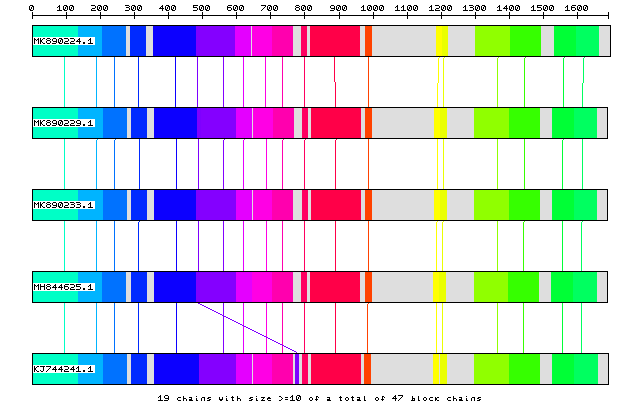 0 100 200 300 400 500 600 700 800 900 1000 1100 1200 1300 1400 1500 1600
MK890224.1
MK890229.1
MK890233.1
MH844625.1
KJ744241.1
19 chains with size >=10 of a total of 47 block chains